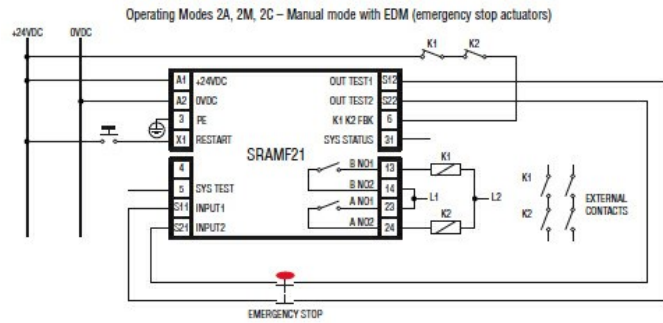 Operating Modes 2A, 2M, 2C – Manual mode with EDM (emergency stop actuators)
+24VDC 0VDC
K1 K2
A1 +24VDC OUT TEST1 S12
A2 0VDC OUT TEST2 S22
3 PE K1 K2 FBK 6
X1 RESTART SYS STATUS 31
SRAMF21
4 B NO1 13 K1
5 SYS TEST B NO2 14 L1 L2
S11 INPUT1 A NO1 23
S21 INPUT2 A NO2 24 K2
K1
K2
EXTERNAL
CONTACTS
EMERGENCY STOP